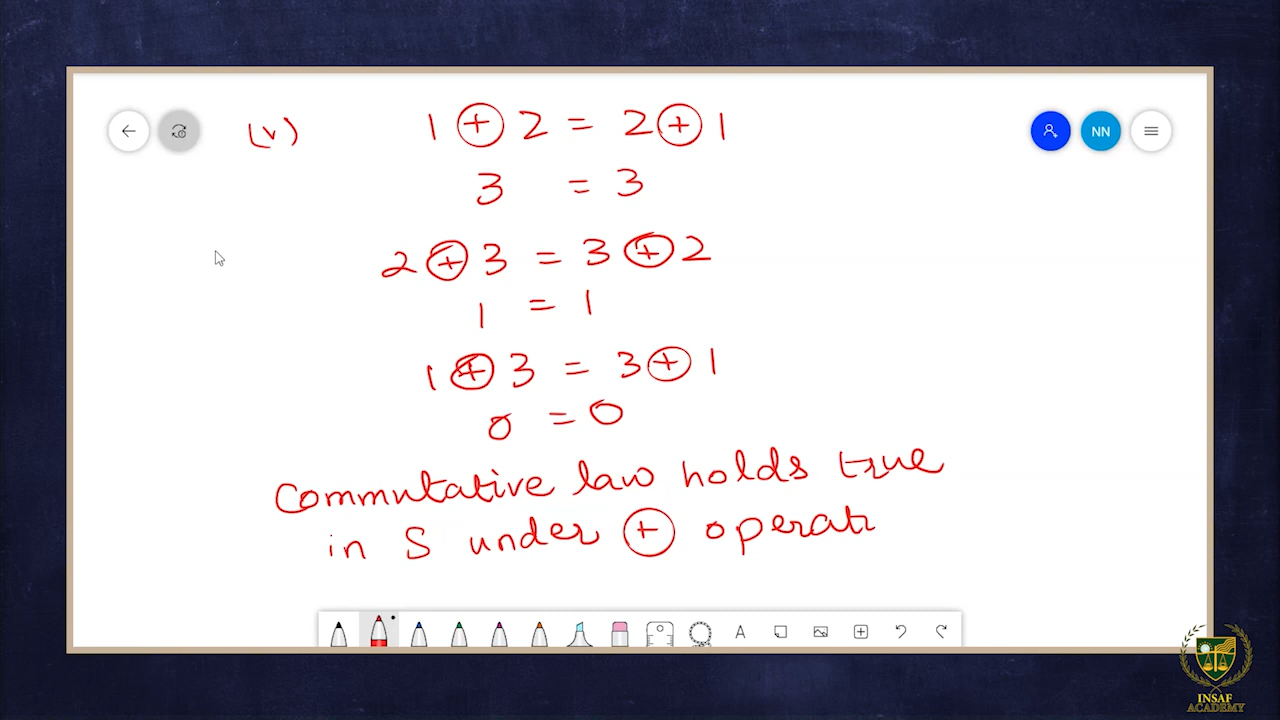 (v) 1 ⊕ 2 = 2 ⊕ 1
NN
3 = 3
2 ⊕ 3 = 3 ⊕ 2
1 = 1
1 ⊕ 3 = 3 ⊕ 1
0 = 0
Commutative law holds true
in S under ⊕ operati
A
INSAF
ACADEMY